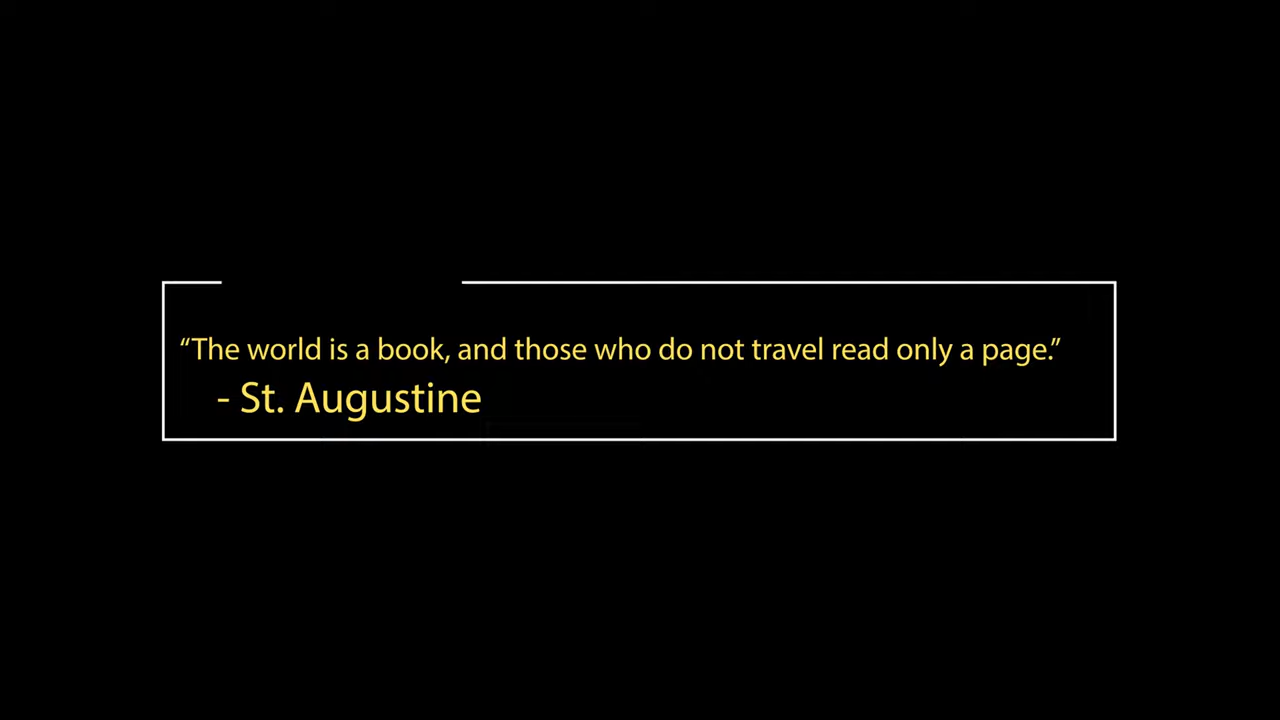 “The world is a book, and those who do not travel read only a page.”
- St. Augustine